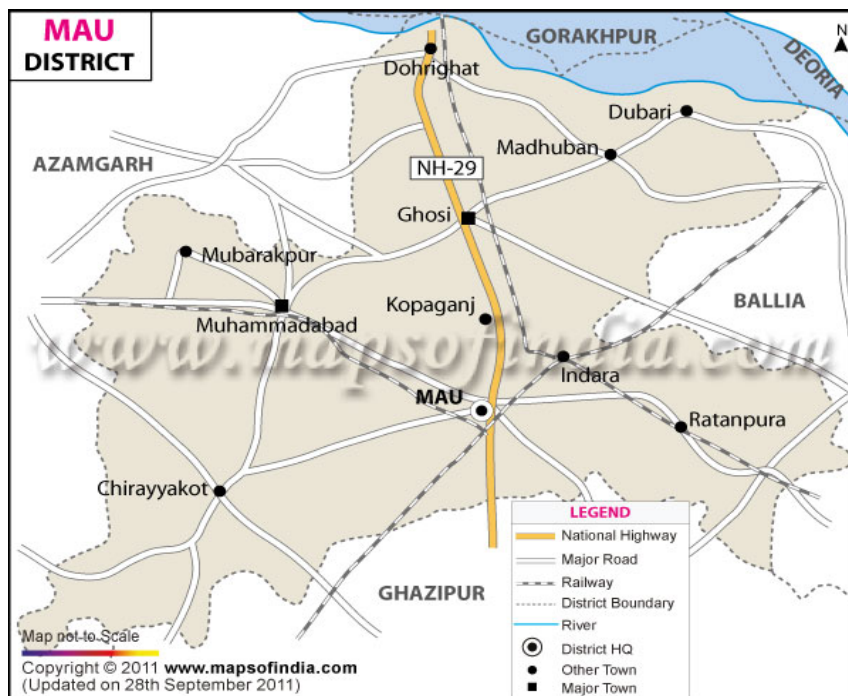 MAU
DISTRICT
N
GORAKHPUR
DEORIA
Dohrighat
Dubari
Madhuban
AZAMGARH
NH-29
Ghosi
Mubarakpur
BALLIA
Kopaganj
Muhammadabad
www.mapsofindia.com
Indara
MAU
Ratanpura
Chirayyakot
GHAZIPUR
LEGEND
National Highway
Major Road
Railway
District Boundary
River
District HQ
Other Town
Major Town
Map not to Scale
Copyright © 2011 www.mapsofindia.com
(Updated on 28th September 2011)